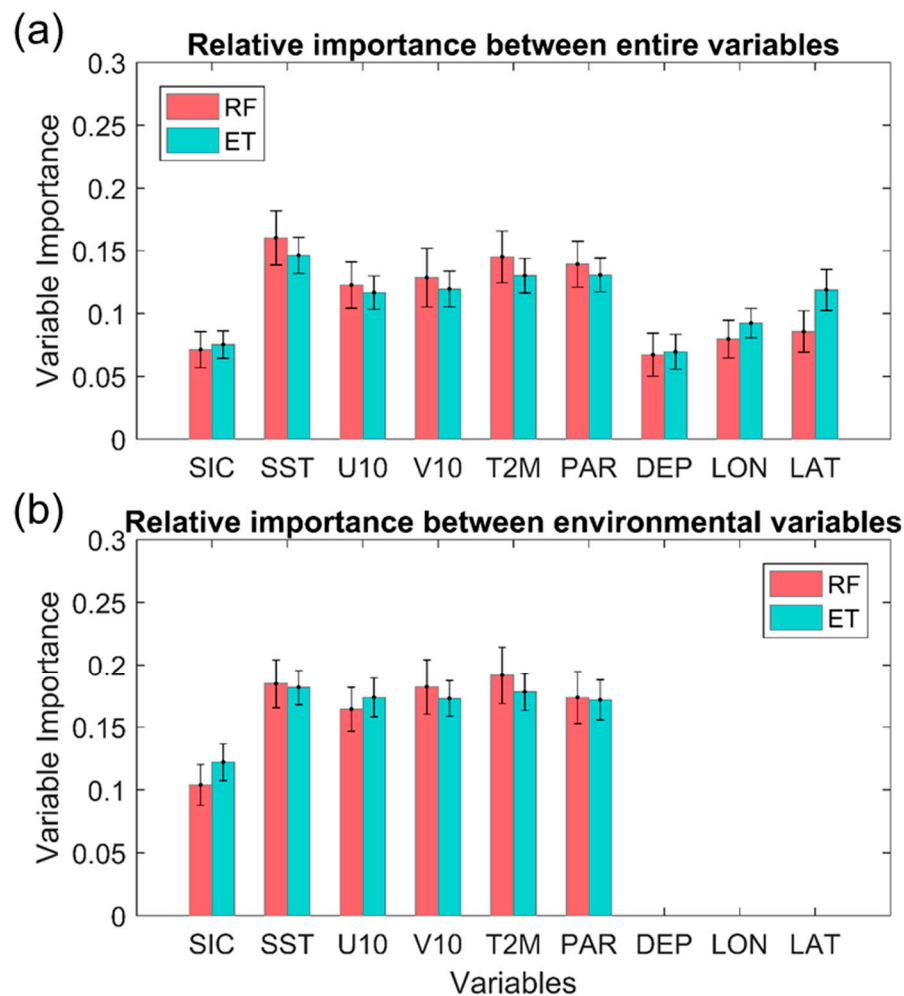 (a)
Relative importance between entire variables
0.3
0.25
0.2
0.15
0.1
0.05
0
Variable Importance
RF
ET
SIC SST U10 V10 T2M PAR DEP LON LAT
(b)
Relative importance between environmental variables
0.3
0.25
0.2
0.15
0.1
0.05
0
Variable Importance
RF
ET
SIC SST U10 V10 T2M PAR DEP LON LAT
Variables